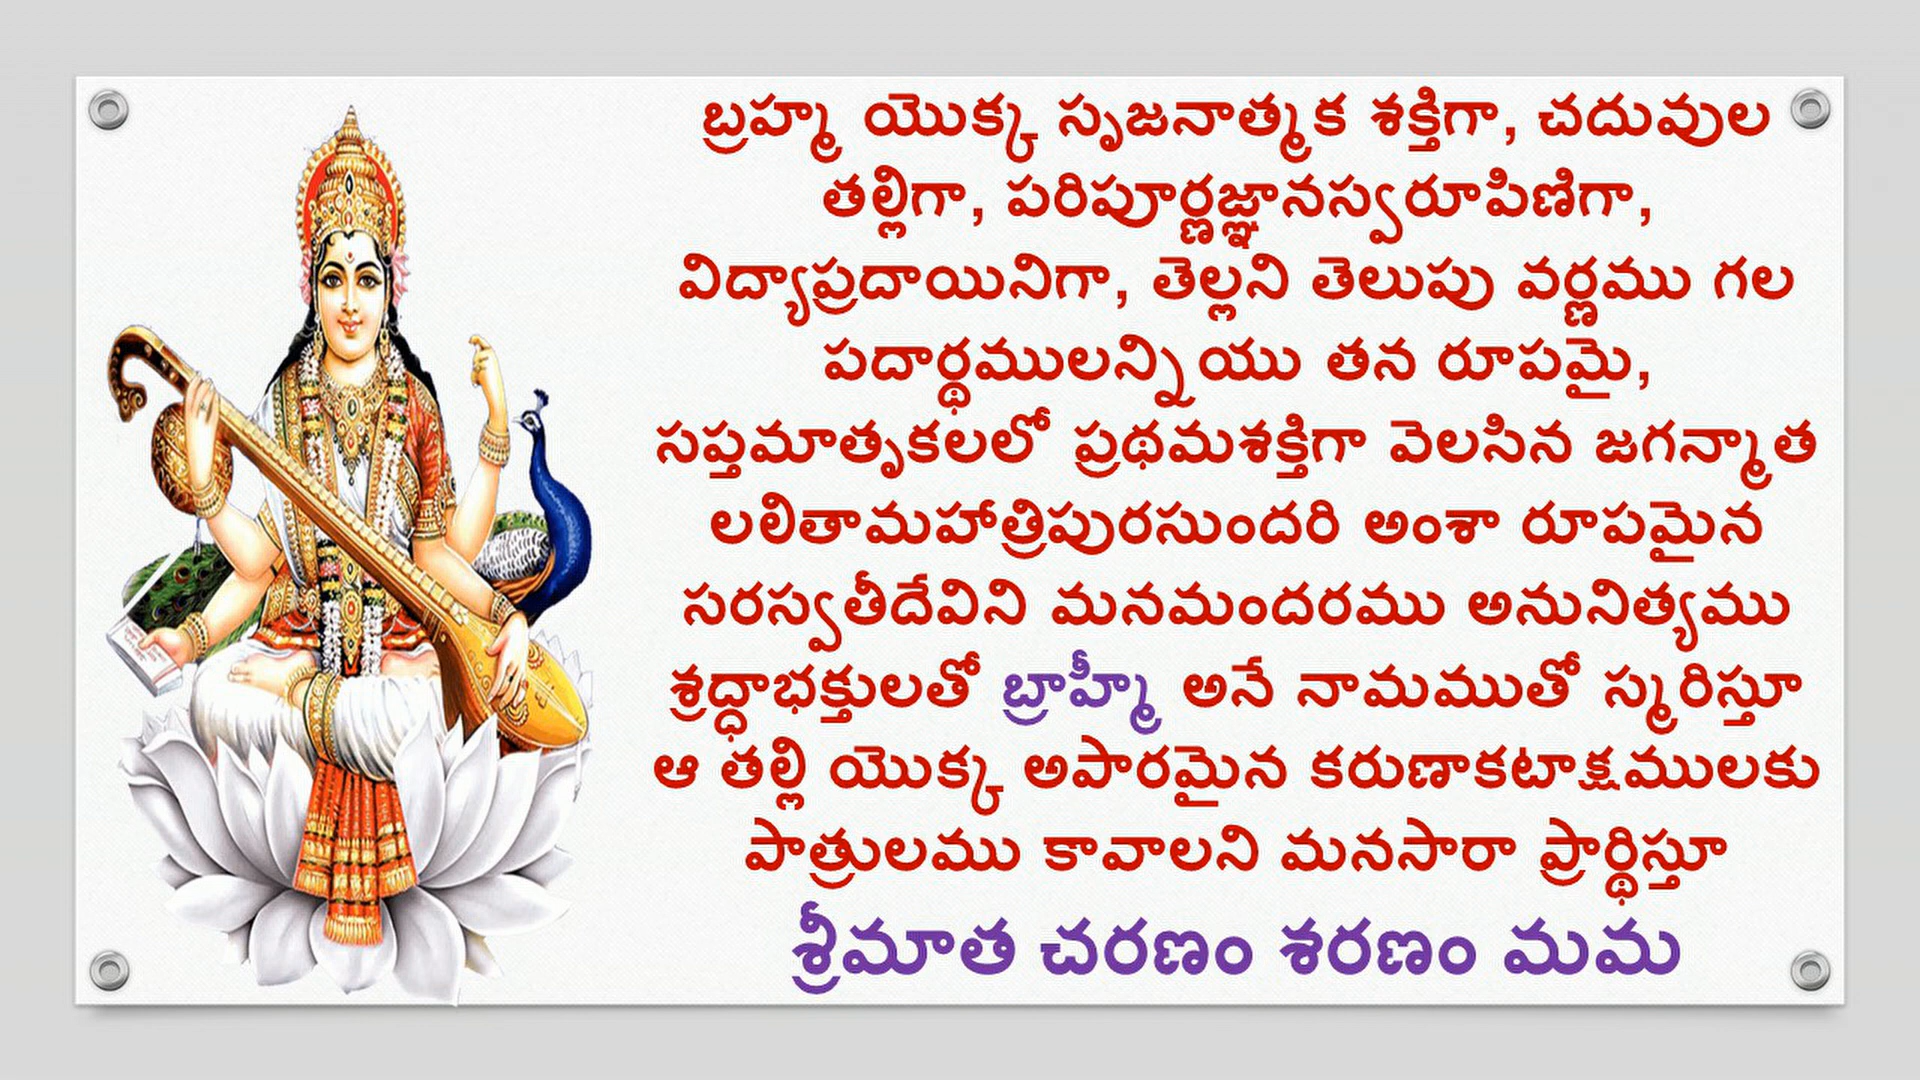 బ్రహ్మ యొక్క సృజనాత్మక శక్తిగా, చదువుల
తల్లిగా, పరిపూర్ణజ్ఞానస్వరూపిణిగా,
విద్యాప్రదాయినిగా, తెల్లని తెలుపు వర్ణము గల
పదార్థములన్నియు తన రూపమై,
సప్తమాతృకలలో ప్రథమశక్తిగా వెలసిన జగన్మాత
లలితామహాత్రిపురసుందరి అంశా రూపమైన
సరస్వతీదేవిని మనమందరము అనునిత్యము
శ్రద్ధాభక్తులతో బ్రాహ్మీ అనే నామముతో స్మరిస్తూ
ఆ తల్లి యొక్క అపారమైన కరుణాకటాక్షములకు
పాత్రులము కావాలని మనసారా ప్రార్థిస్తూ
శ్రీమాత చరణం శరణం మమ